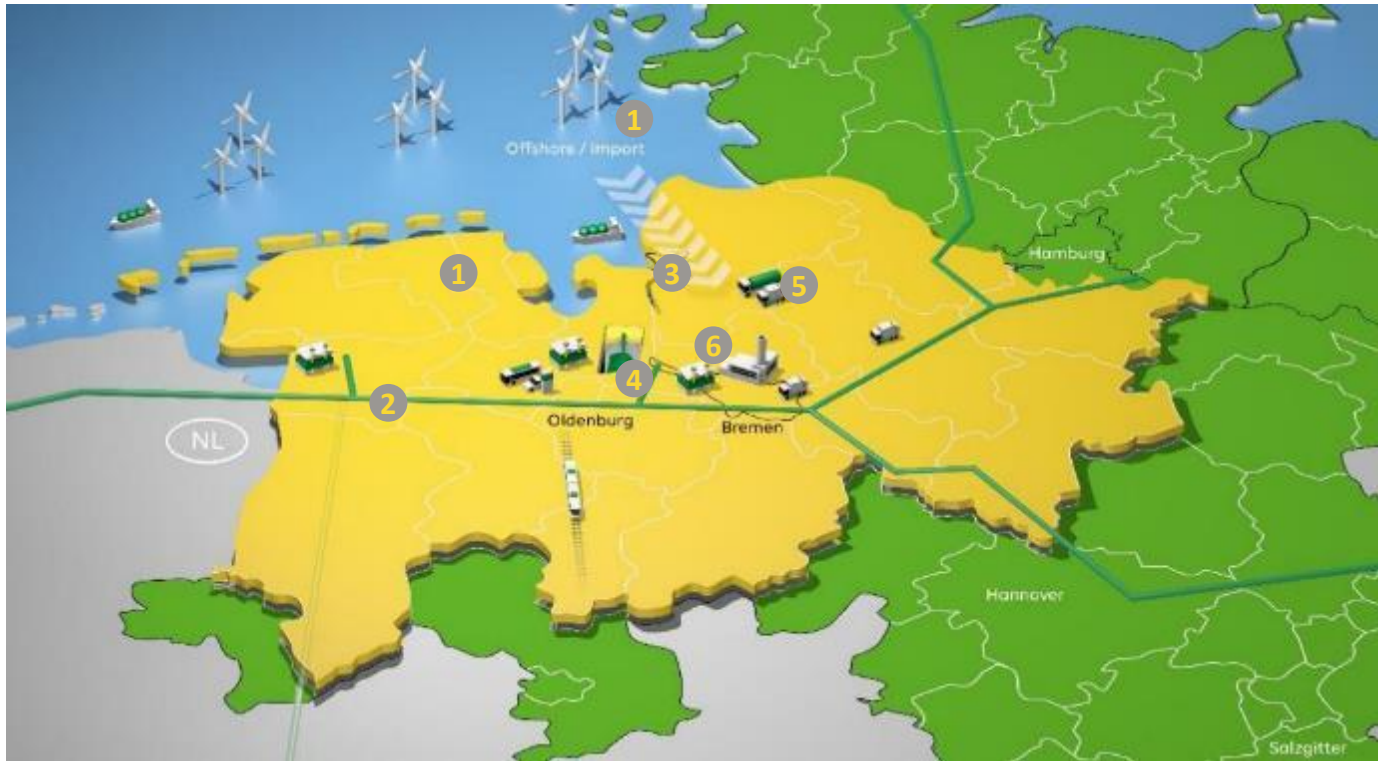 1
Offshore / Import
Hamburg
1
3
5
6
4
2
Oldenburg
Bremen
NL
Hannover
Salzgitter